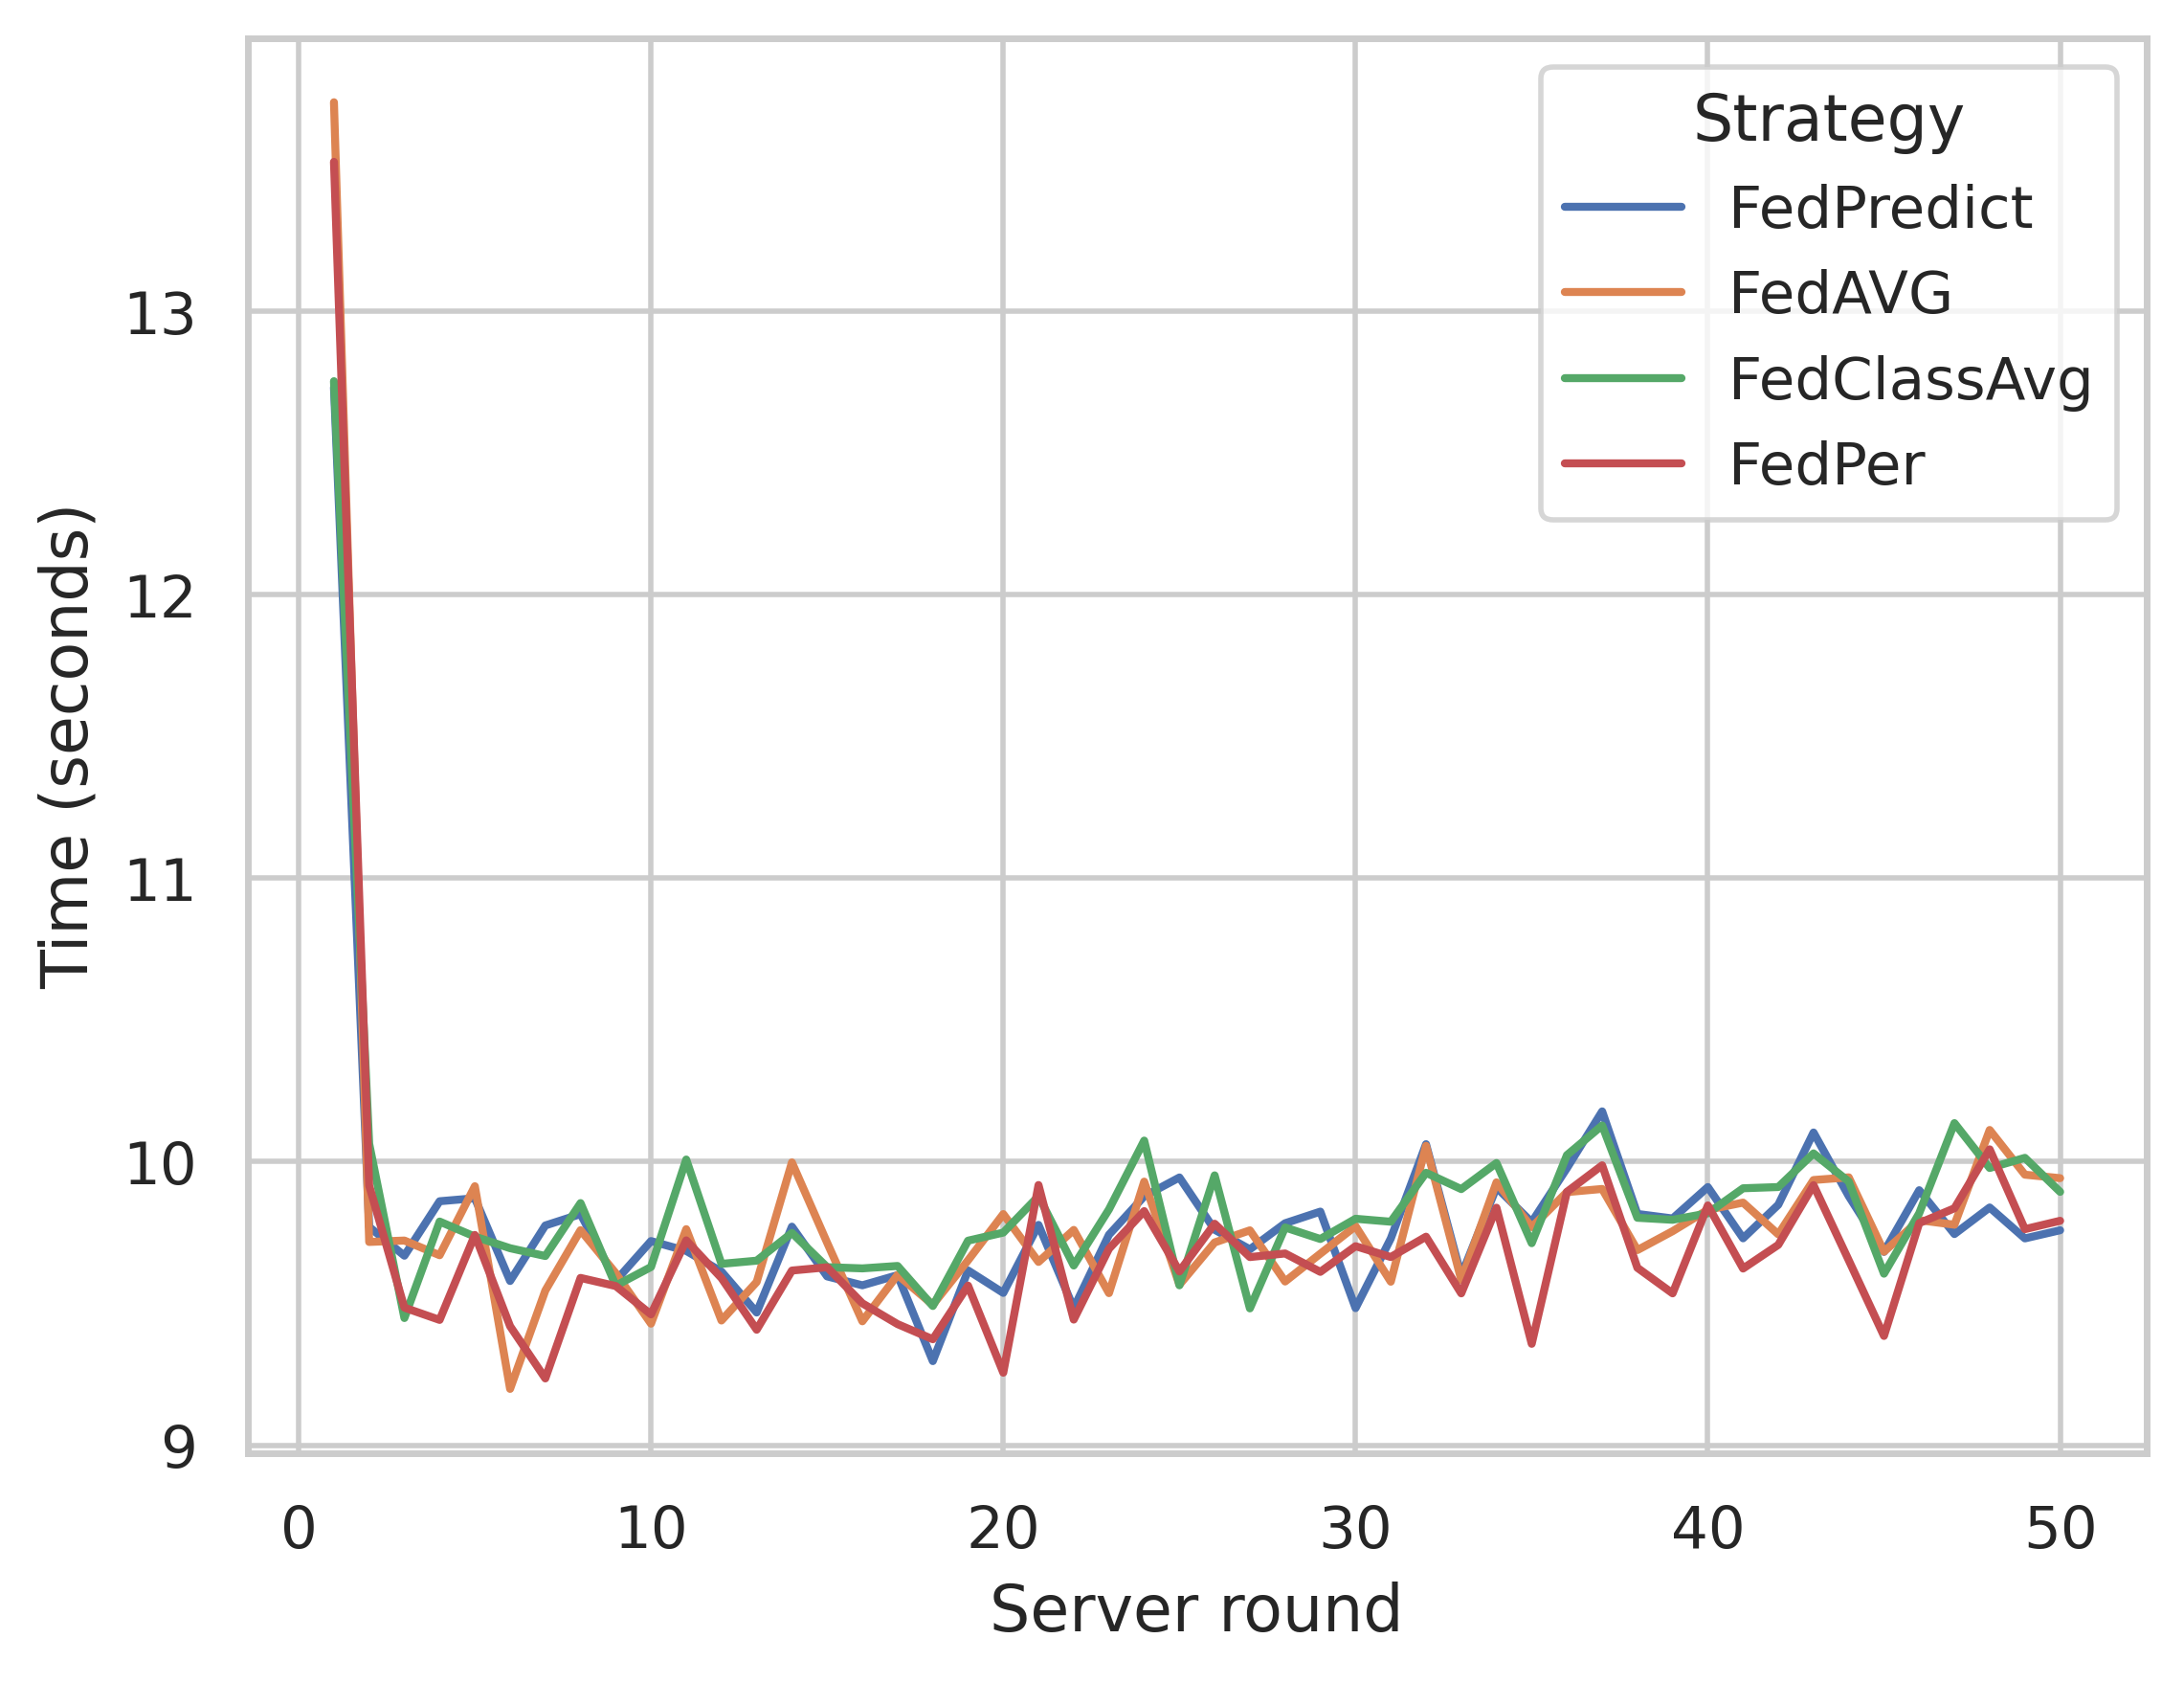 Strategy
FedPredict
FedAVG
FedClassAvg
FedPer
Time (seconds)
13
12
11
10
9
0 10 20 30 40 50
Server round